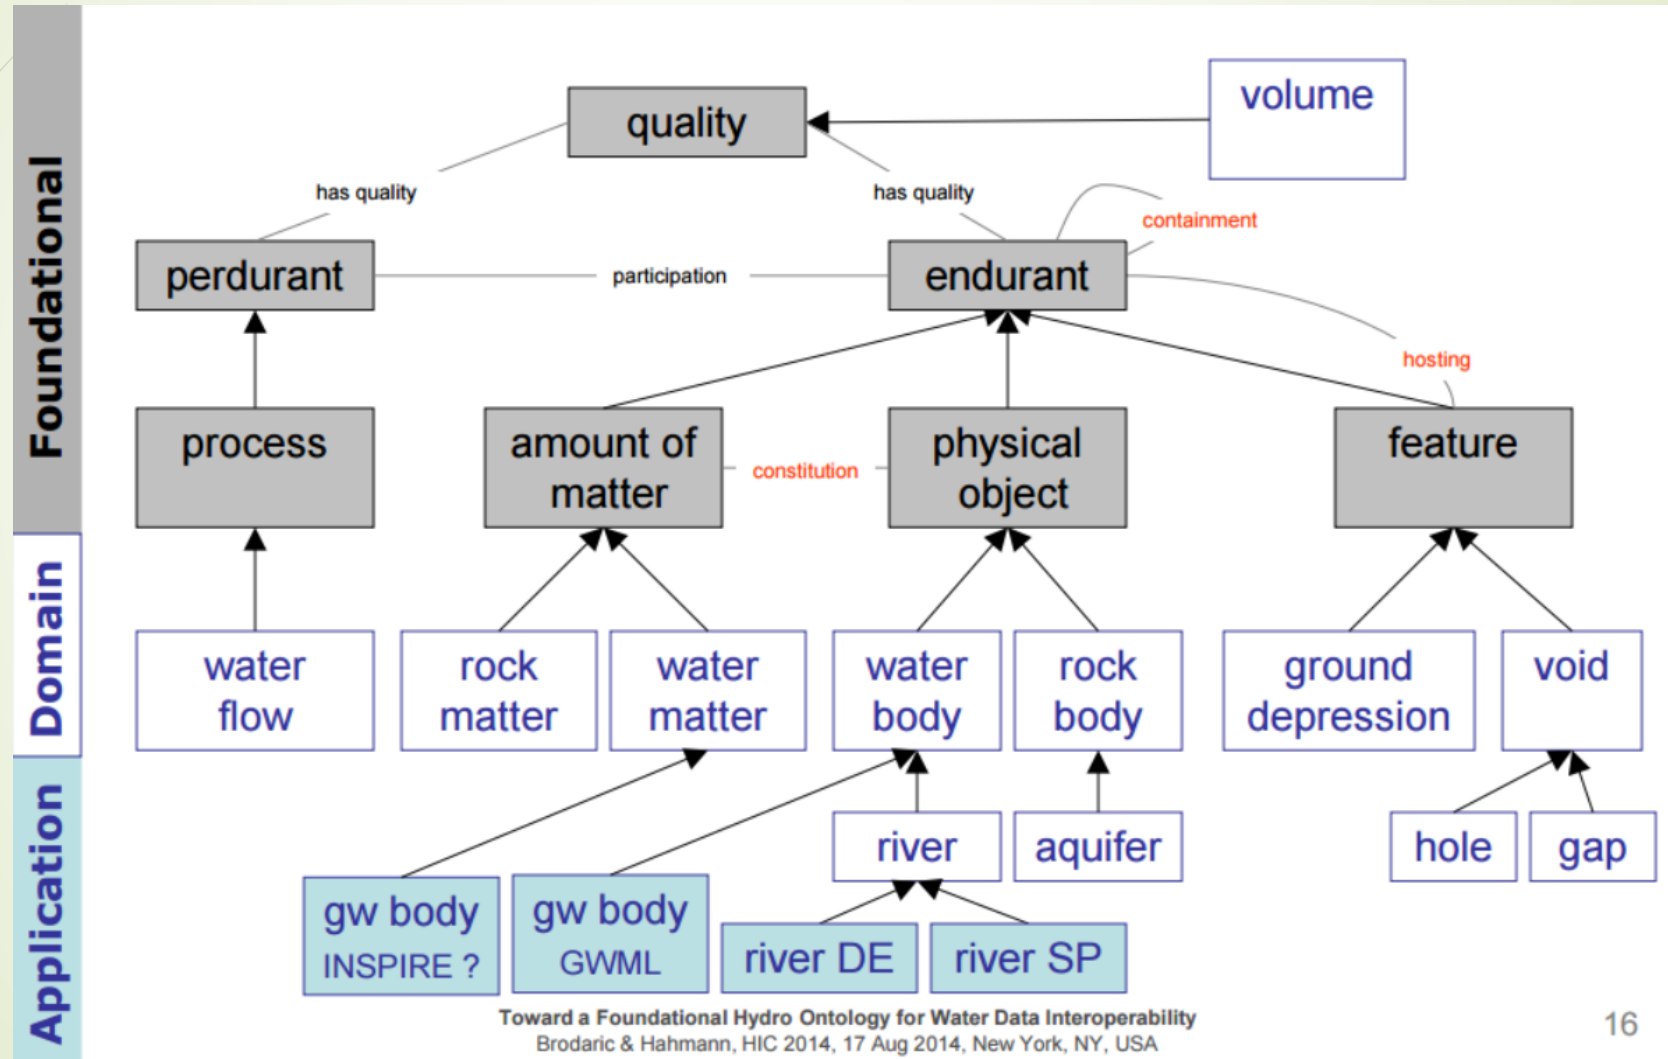 Foundational
Domain
Application
quality
volume
has quality
has quality
containment
perdurant
participation
endurant
hosting
process
amount of
matter
constitution
physical
object
feature
water
flow
rock
matter
water
matter
water
body
rock
body
ground
depression
void
river
aquifer
hole
gap
gw body
INSPIRE ?
gw body
GWML
river DE
river SP
Toward a Foundational Hydro Ontology for Water Data Interoperability
Brodaric & Hahmann, HIC 2014, 17 Aug 2014, New York, NY, USA
16